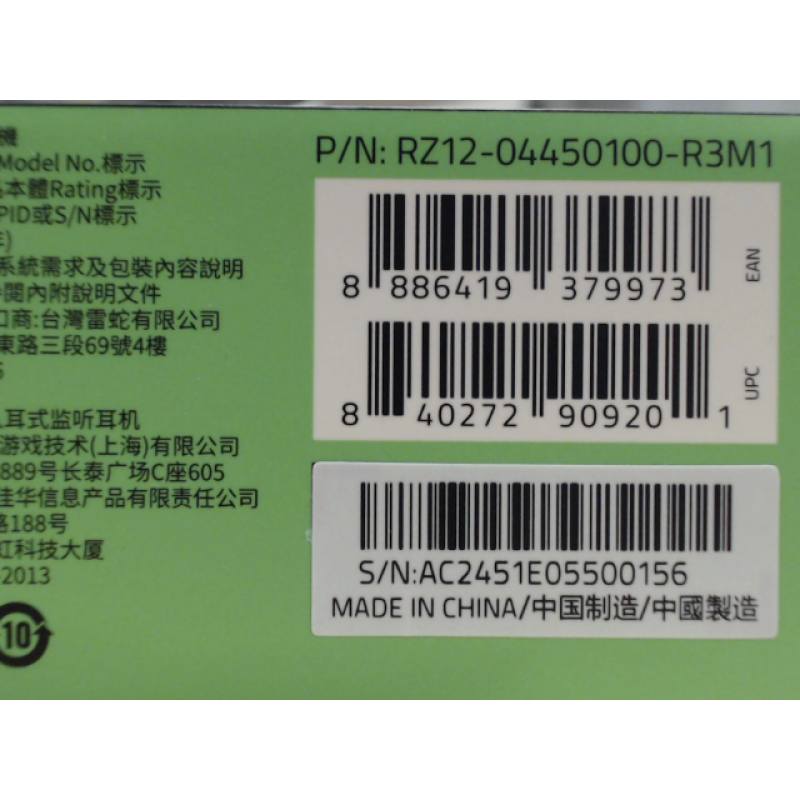 機
Model No.標示
本體Rating標示
PID或S/N標示
系統需求及包裝內容說明
閱內附說明文件
口商:台灣雷蛇有限公司
東路三段69號4樓
耳式监听耳机
游戏技术(上海)有限公司
889号长泰广场C座605
佳华信息产品有限责任公司
路188号
虹科技大厦
-2013
10
P/N: RZ12-04450100-R3M1
8 886419 379973
EAN
8 40272 90920 1
UPC
S/N:AC2451E05500156
MADE IN CHINA/中国制造/中國製造